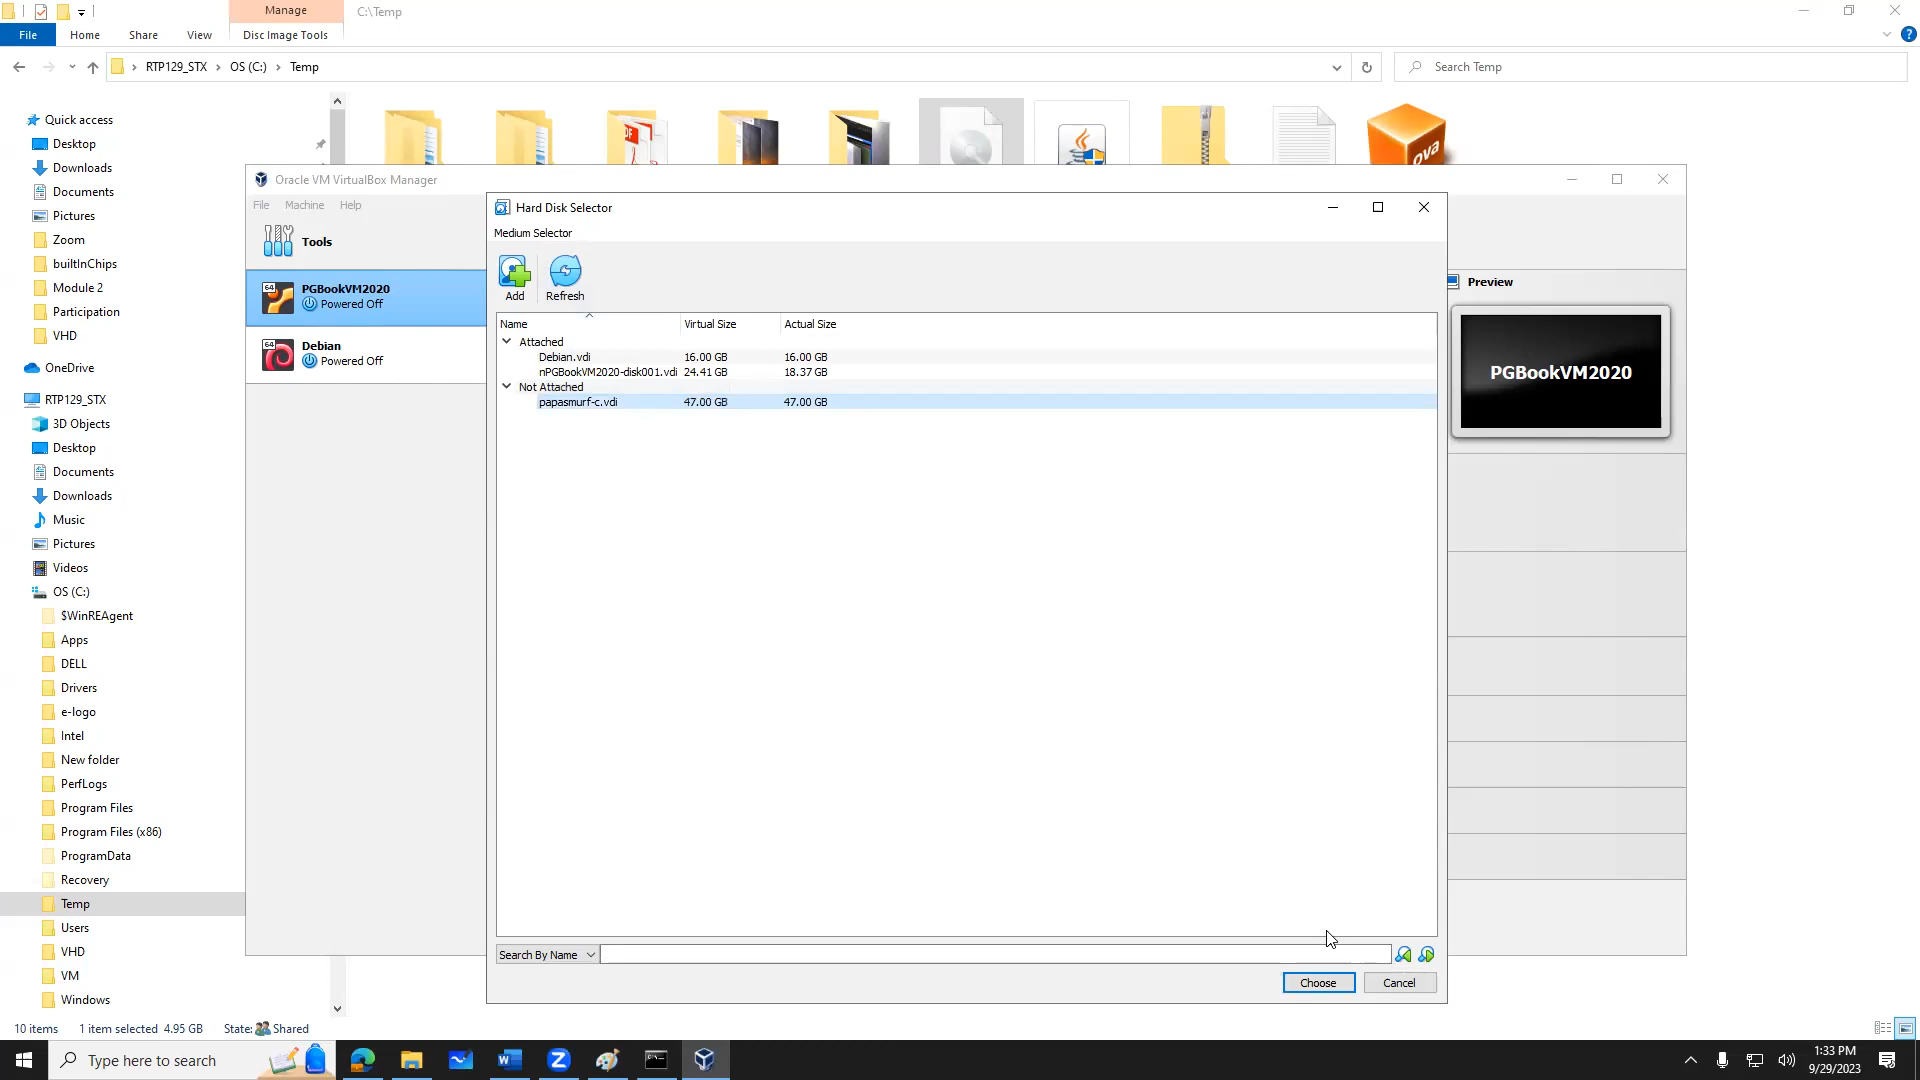 Manage
C:\Temp
File
Home
Share
View
Disc Image Tools
RTP129_STX
OS (C:)
Temp
Search Temp
Quick access
Desktop
Downloads
Documents
Pictures
Zoom
builtInChips
Module 2
Participation
VHD
OneDrive
RTP129_STX
3D Objects
Desktop
Documents
Downloads
Music
Pictures
Videos
OS (C:)
$WinREAgent
Apps
DELL
Drivers
e-logo
Intel
New folder
PerfLogs
Program Files
Program Files (x86)
ProgramData
Recovery
Temp
Users
VHD
VM
Windows
ova
Oracle VM VirtualBox Manager
File Machine Help
Tools
64
PGBookVM2020
Powered Off
64
Debian
Powered Off
Hard Disk Selector
Medium Selector
Add
Refresh
Name Virtual Size Actual Size
Attached
Debian.vdi 16.00 GB 16.00 GB
nPGBookVM2020-disk001.vdi 24.41 GB 18.37 GB
Not Attached
papasmurf-c.vdi 47.00 GB 47.00 GB
Search By Name
Choose
Cancel
Preview
PGBookVM2020
10 items 1 item selected 4.95 GB State: Shared
Type here to search
1:33 PM
9/29/2023